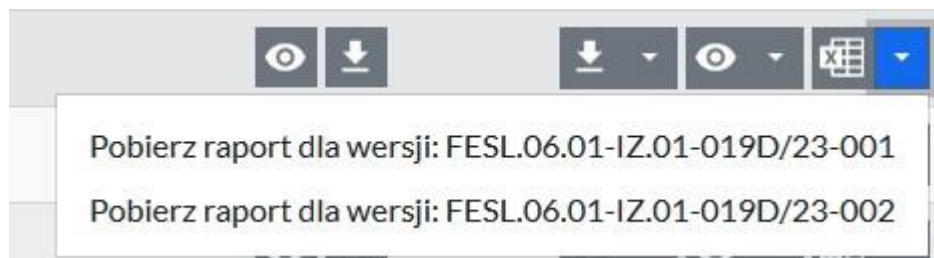 Pobierz raport dla wersji: FESL.06.01-IZ.01-019D/23-001
Pobierz raport dla wersji: FESL.06.01-IZ.01-019D/23-002